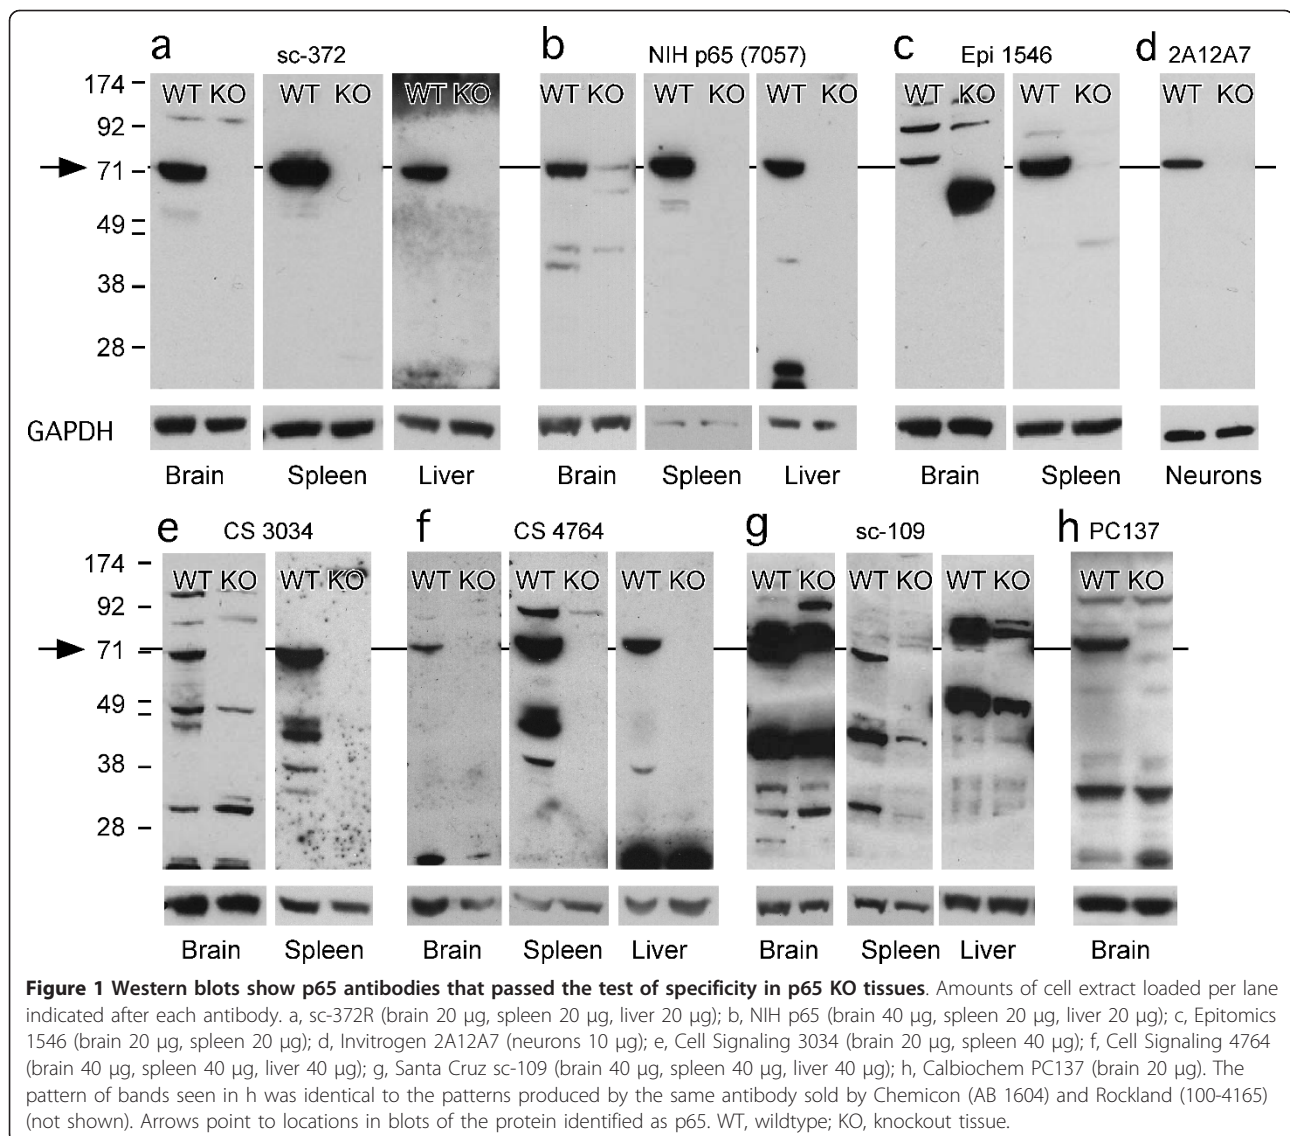 a b c d
sc-372 NIH p65 (7057) Epi 1546 2A12A7
174 WT KO WT KO WT KO WT KO WT KO WT KO WT KO WT KO WT KO
92
71
49
38
28
GAPDH
Brain Spleen Liver Brain Spleen Liver Brain Spleen Neurons
e f g h
CS 3034 CS 4764 sc-109 PC137
174 WT KO WT KO WT KO WT KO WT KO WT KO WT KO WT KO WT KO
92
71
49
38
28
Brain Spleen Brain Spleen Liver Brain Spleen Liver Brain
Figure 1 Western blots show p65 antibodies that passed the test of specificity in p65 KO tissues. Amounts of cell extract loaded per lane
indicated after each antibody. a, sc-372R (brain 20 μg, spleen 20 μg, liver 20 μg); b, NIH p65 (brain 40 μg, spleen 20 μg, liver 20 μg); c, Epitomics
1546 (brain 20 μg, spleen 20 μg); d, Invitrogen 2A12A7 (neurons 10 μg); e, Cell Signaling 3034 (brain 20 μg, spleen 40 μg); f, Cell Signaling 4764
(brain 40 μg, spleen 40 μg, liver 40 μg); g, Santa Cruz sc-109 (brain 40 μg, spleen 40 μg, liver 40 μg); h, Calbiochem PC137 (brain 20 μg). The
pattern of bands seen in h was identical to the patterns produced by the same antibody sold by Chemicon (AB 1604) and Rockland (100-4165)
(not shown). Arrows point to locations in blots of the protein identified as p65. WT, wildtype; KO, knockout tissue.